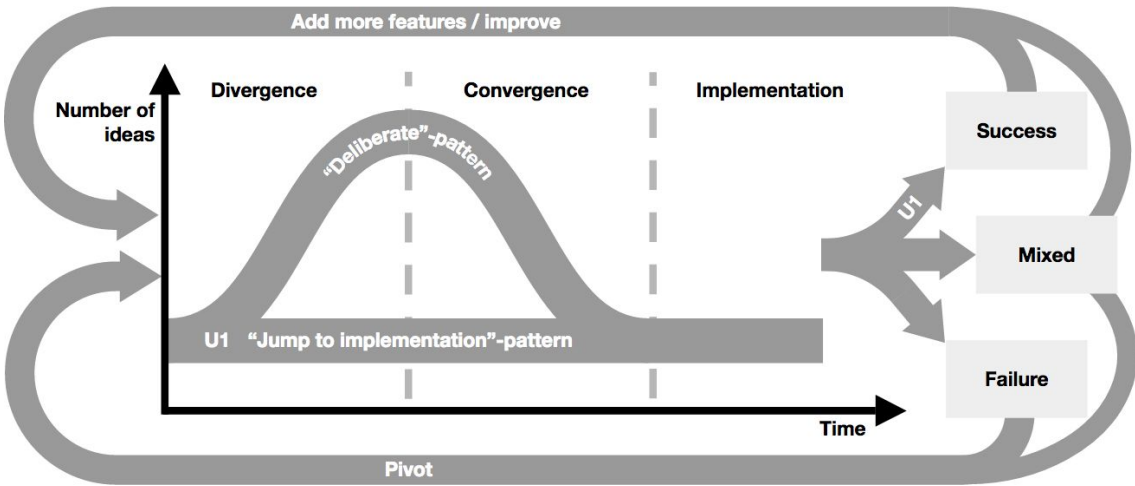 Add more features / improve
Number of
ideas
Divergence
Convergence
Implementation
"Deliberate"-pattern
U1 "Jump to implementation"-pattern
Time
U1
Success
Mixed
Failure
Pivot